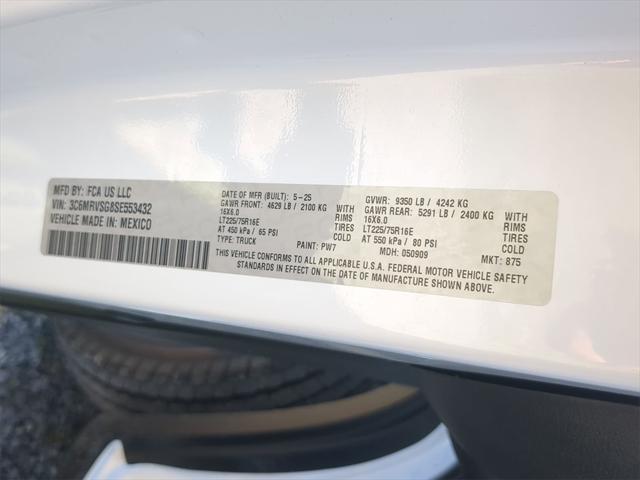 MFD BY: FCA US LLC
VIN: 3C6MRVSG8SE553432
VEHICLE MADE IN: MEXICO
DATE OF MFR (BUILT): 5-25
GAWR FRONT: 4629 LB / 2100 KG
16X6.0 WITH RIMS
LT225/75R16E TIRES
AT 450 kPa / 65 PSI COLD
TYPE: TRUCK PAINT: PW7
GVWR: 9350 LB / 4242 KG
GAWR REAR: 5291 LB / 2400 KG
16X6.0 WITH RIMS
LT225/75R16E TIRES
AT 550 kPa / 80 PSI COLD
MDH: 050909 MKT: 875
THIS VEHICLE CONFORMS TO ALL APPLICABLE U.S.A. FEDERAL MOTOR VEHICLE SAFETY
STANDARDS IN EFFECT ON THE DATE OF MANUFACTURE SHOWN ABOVE.